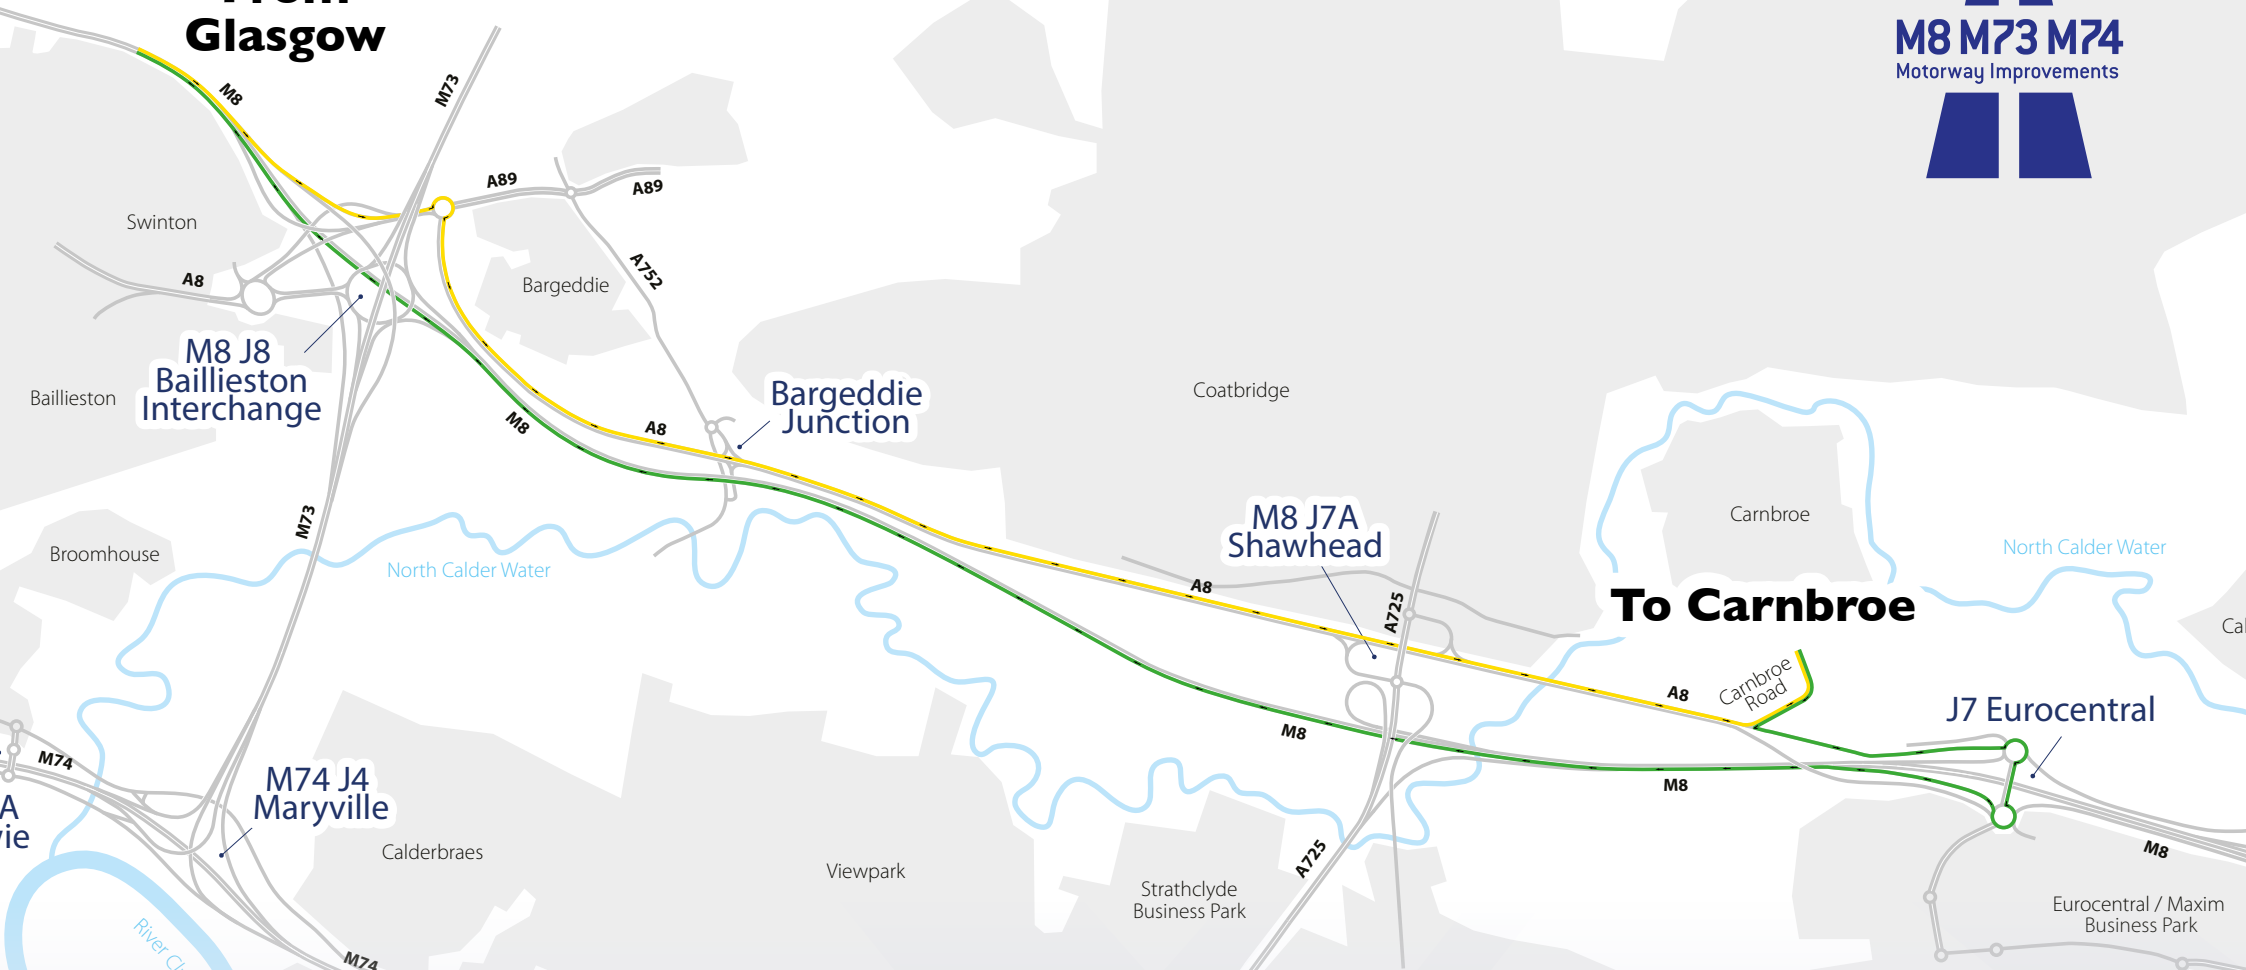 From
Glasgow
M8 M73 M74
Motorway Improvements
M8
M73
A89
A89
Swinton
A8
A752
Bargeddie
M8 J8
Baillieston
Interchange
Baillieston
Bargeddie
Junction
A8
M8
Coatbridge
M73
Broomhouse
North Calder Water
M8 J7A
Shawhead
A8
A725
Carnbroe
North Calder Water
To Carnbroe
Carnbroe
Road
A8
J7 Eurocentral
M8
M8
M8
M74
M74 J4
Maryville
Calderbraes
Viewpark
Strathclyde
Business Park
A725
Eurocentral / Maxim
Business Park
River
M74